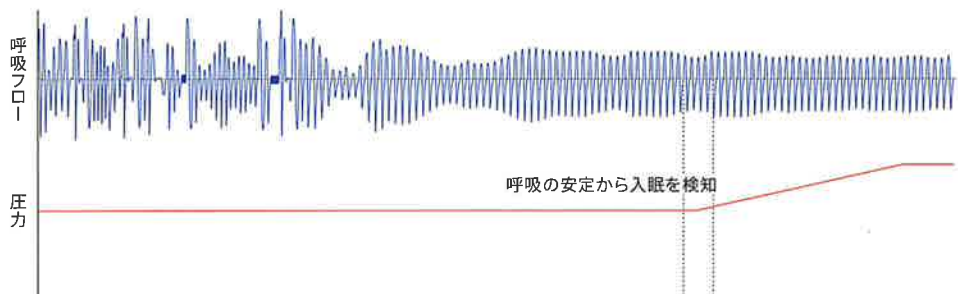 呼吸フロー
呼吸の安定から入眠を検知
圧力